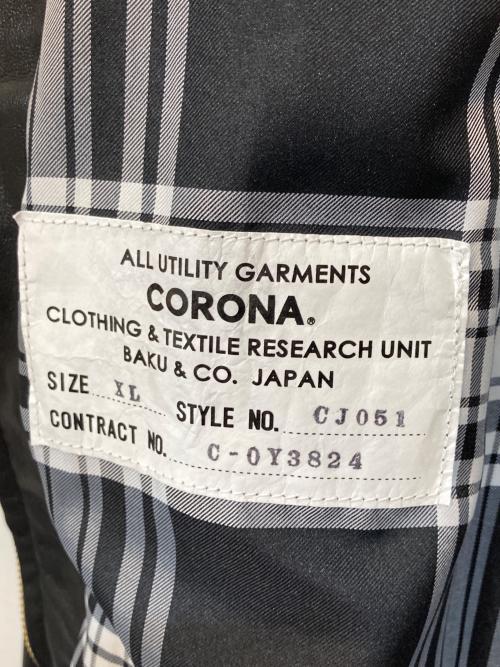 ALL UTILITY GARMENTS
CORONA®
CLOTHING & TEXTILE RESEARCH UNIT
BAKU & CO. JAPAN
SIZE XL STYLE NO. CJ051
CONTRACT NO. C-0Y3824